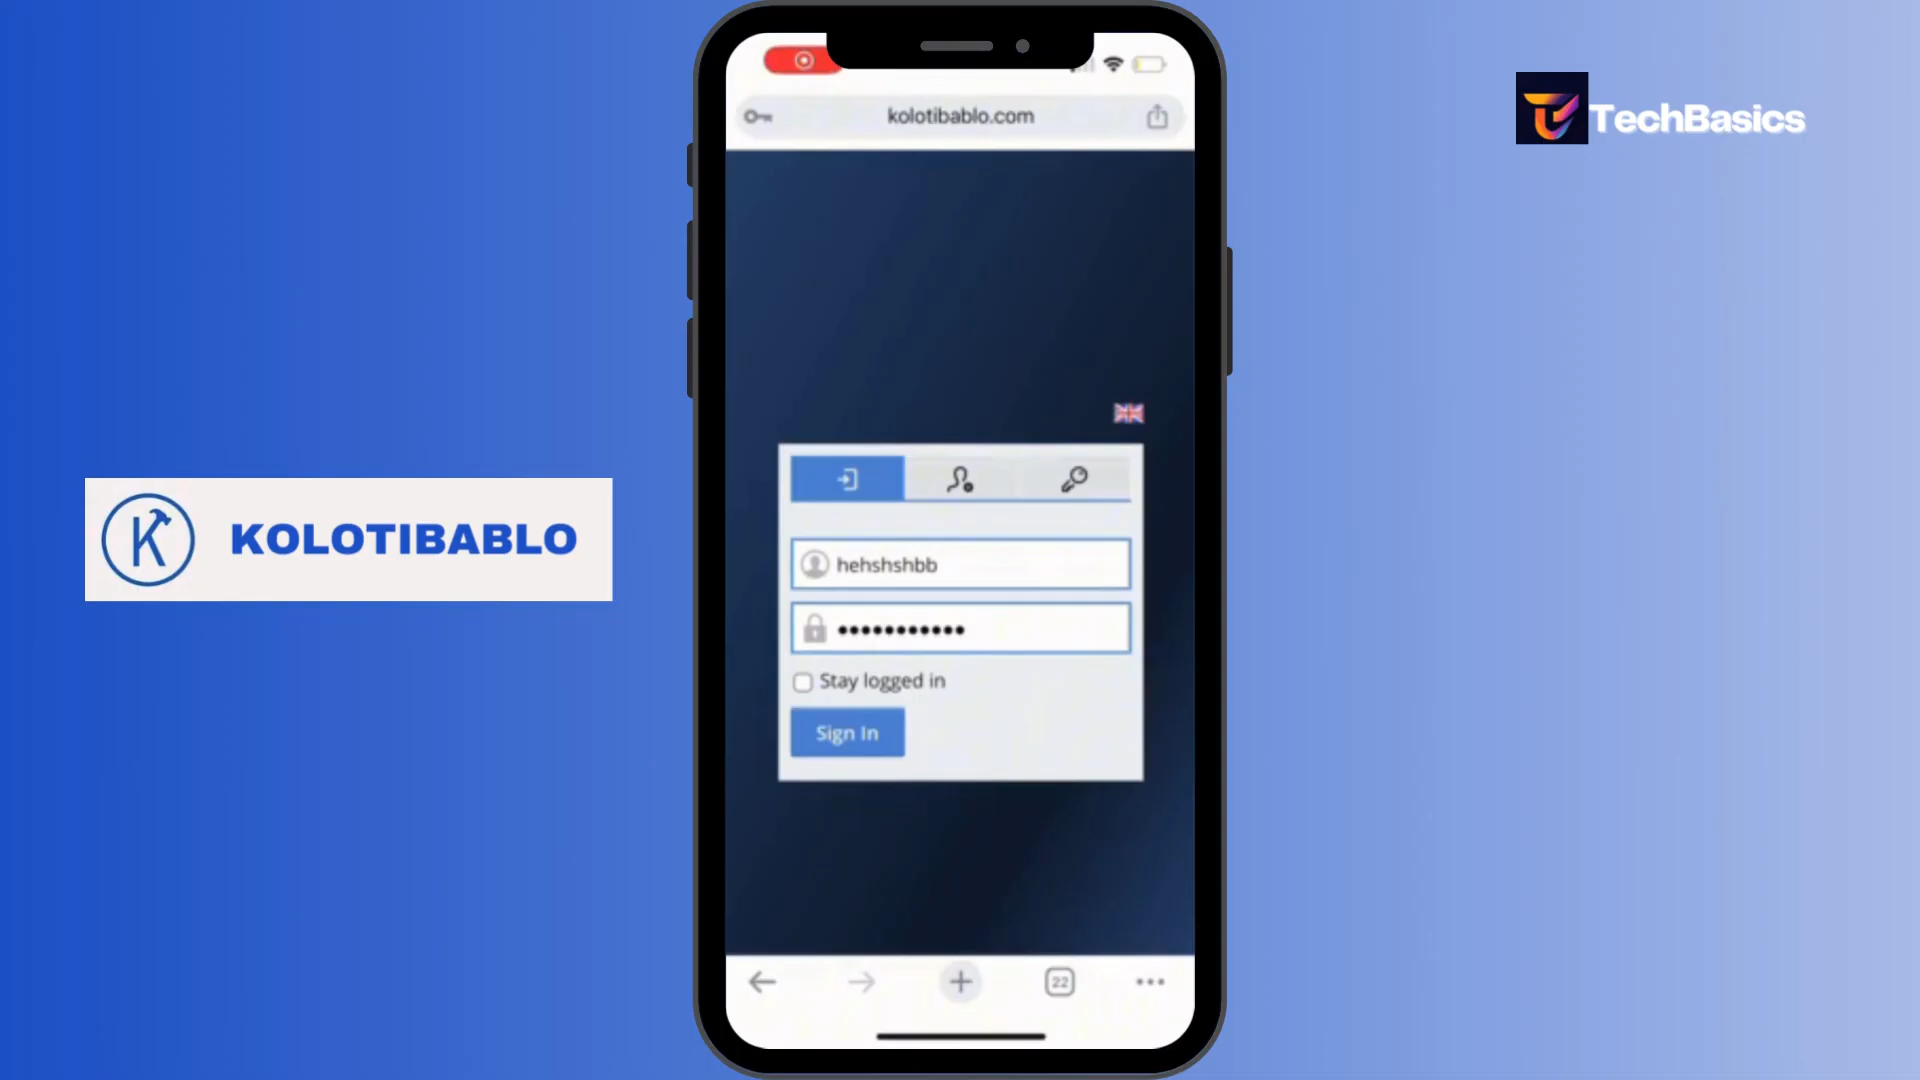 kolotibablo.com
TechBasics
KOLOTIBABLO
hehshshbb
Stay logged in
Sign In
22